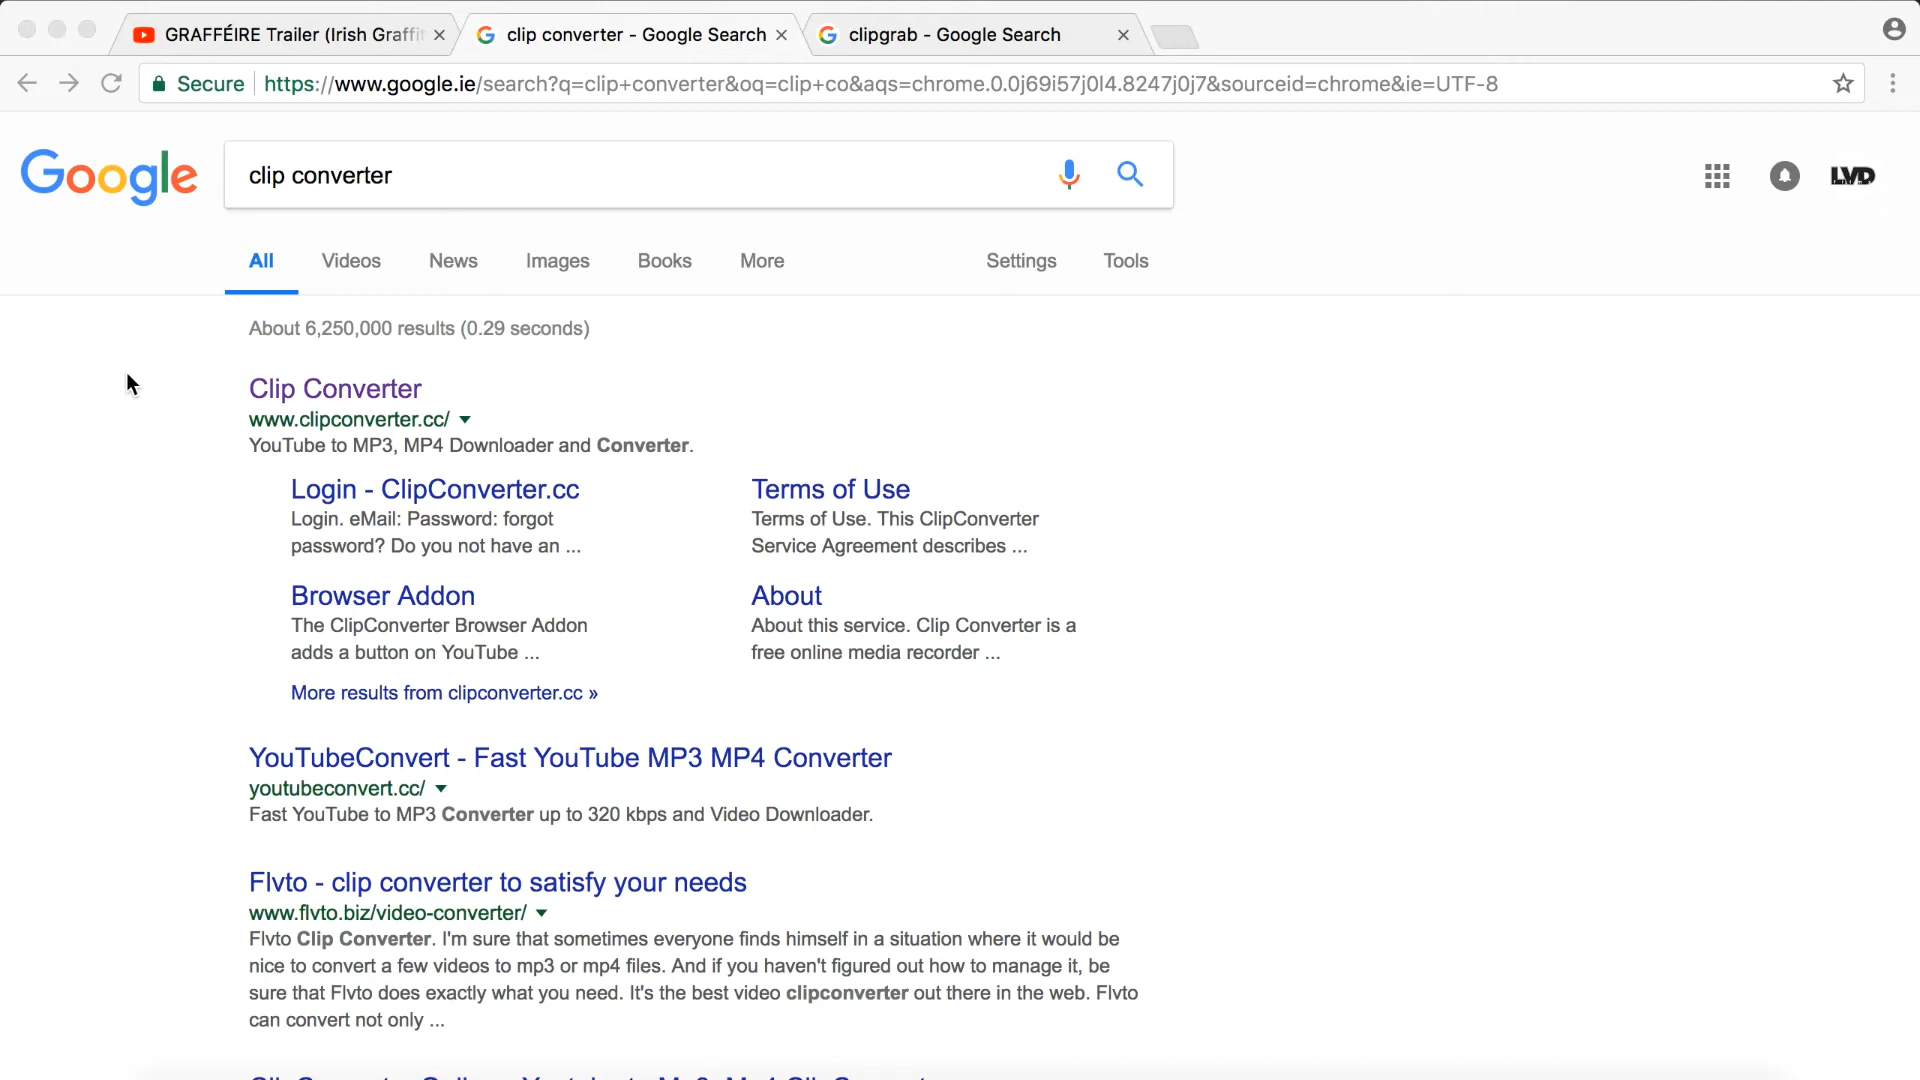 GRAFFÉIRE Trailer (Irish Graffi
clip converter - Google Search
clipgrab - Google Search
Secure
https://www.google.ie/search?q=clip+converter&oq=clip+co&aqs=chrome.0.0j69i57j0l4.8247j0j7&sourceid=chrome&ie=UTF-8
Google
clip converter
LVD
All
Videos
News
Images
Books
More
Settings
Tools
About 6,250,000 results (0.29 seconds)
Clip Converter
www.clipconverter.cc/
YouTube to MP3, MP4 Downloader and Converter.
Login - ClipConverter.cc
Login. eMail: Password: forgot
password? Do you not have an ...
Terms of Use
Terms of Use. This ClipConverter
Service Agreement describes ...
Browser Addon
The ClipConverter Browser Addon
adds a button on YouTube ...
About
About this service. Clip Converter is a
free online media recorder ...
More results from clipconverter.cc »
YouTubeConvert - Fast YouTube MP3 MP4 Converter
youtubeconvert.cc/
Fast YouTube to MP3 Converter up to 320 kbps and Video Downloader.
Flvto - clip converter to satisfy your needs
www.flvto.biz/video-converter/
Flvto Clip Converter. I'm sure that sometimes everyone finds himself in a situation where it would be
nice to convert a few videos to mp3 or mp4 files. And if you haven't figured out how to manage it, be
sure that Flvto does exactly what you need. It's the best video clipconverter out there in the web. Flvto
can convert not only ...